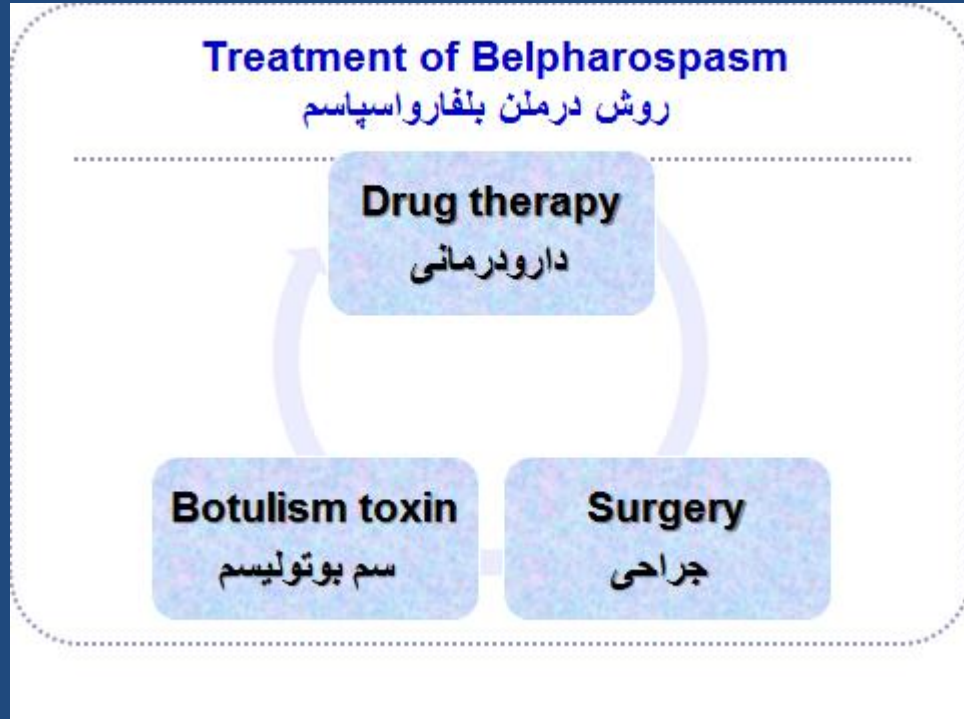 Treatment of Belpharospasm
روش درملن بلفارواسپاسم
Drug therapy
دارودرمانی
Botulism toxin
سم بوتولیسم
Surgery
جراحی